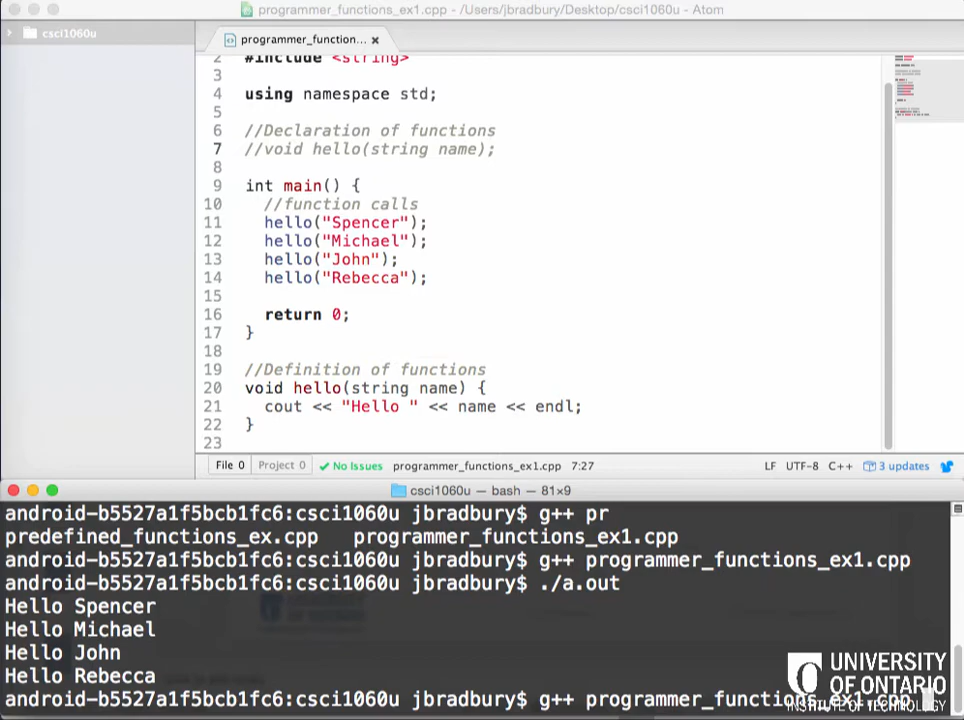 programmer_functions_ex1.cpp - /Users/jbradbury/Desktop/csci1060u - Atom
csci1060u
programmer_function... ×
2 #include <string>
3
4 using namespace std;
5
6 //Declaration of functions
7 //void hello(string name);
8
9 int main() {
10 //function calls
11 hello("Spencer");
12 hello("Michael");
13 hello("John");
14 hello("Rebecca");
15
16 return 0;
17 }
18
19 //Definition of functions
20 void hello(string name) {
21 cout << "Hello " << name << endl;
22 }
23
File 0 Project 0 No Issues programmer_functions_ex1.cpp 7:27 LF UTF-8 C++ 3 updates
csci1060u — bash — 81×9
android-b5527a1f5bcb1fc6:csci1060u jbradbury$ g++ pr
predefined_functions_ex.cpp programmer_functions_ex1.cpp
android-b5527a1f5bcb1fc6:csci1060u jbradbury$ g++ programmer_functions_ex1.cpp
android-b5527a1f5bcb1fc6:csci1060u jbradbury$ ./a.out
Hello Spencer
Hello Michael
Hello John
Hello Rebecca
android-b5527a1f5bcb1fc6:csci1060u jbradbury$ g++ programmer_functions_ex1.cpp
UNIVERSITY
OF ONTARIO
INSTITUTE OF TECHNOLOGY